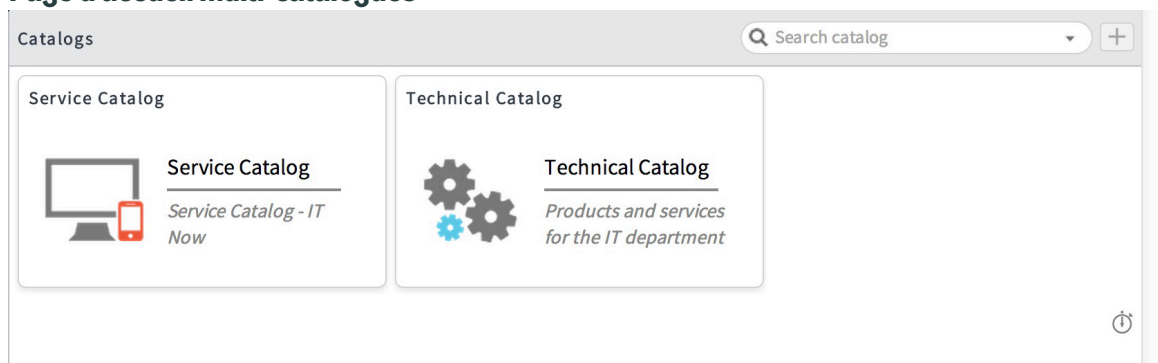 Page d'accueil multi-catalogues
Catalogs
Search catalog
Service Catalog
Service Catalog
Service Catalog - IT
Now
Technical Catalog
Technical Catalog
Products and services
for the IT department